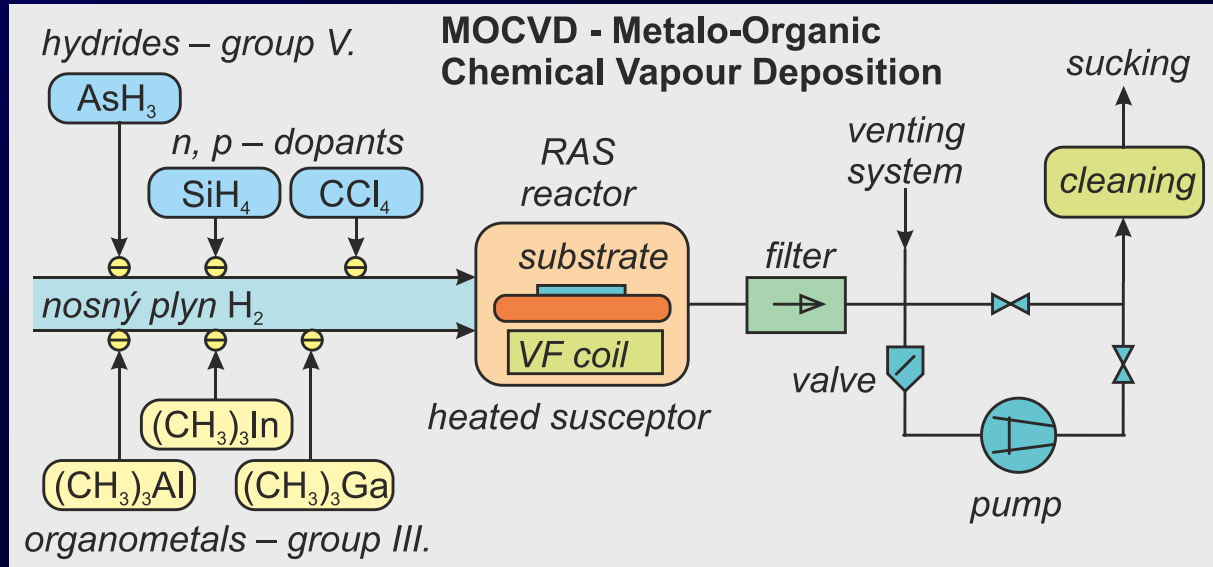 MOCVD - Metalo-Organic
Chemical Vapour Deposition
hydrides – group V.
AsH₃
n, p – dopants
SiH₄
CCl₄
nosný plyn H₂
(CH₃)₃In
(CH₃)₃Al
(CH₃)₃Ga
organometals – group III.
RAS
reactor
substrate
VF coil
heated susceptor
filter
venting
system
valve
pump
sucking
cleaning